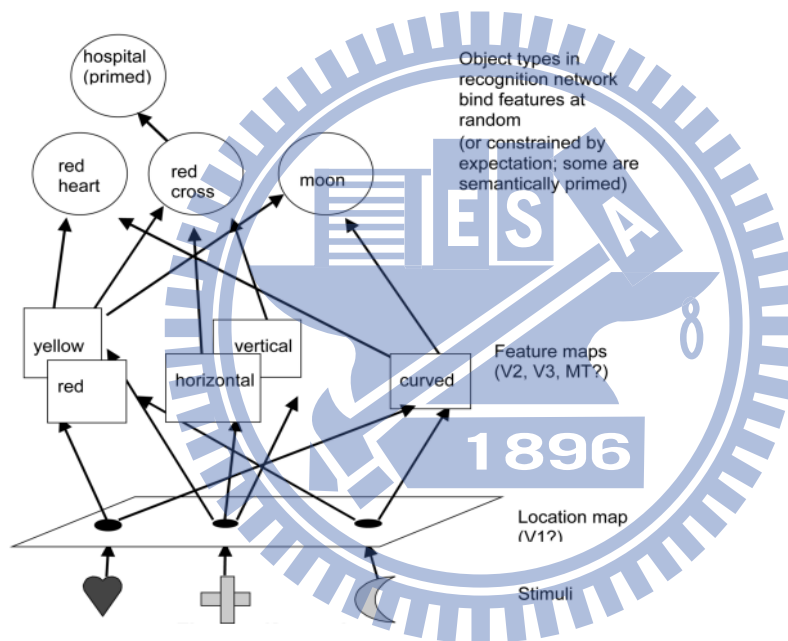 hospital
(primed)
Object types in
recognition network
bind features at
random
(or constrained by
expectation; some are
semantically primed)
red
heart
red
cross
moon
E S A
yellow
vertical
red
horizontal
curved
Feature maps
(V2, V3, MT?)
8
1896
Location map
(V1?)
Stimuli